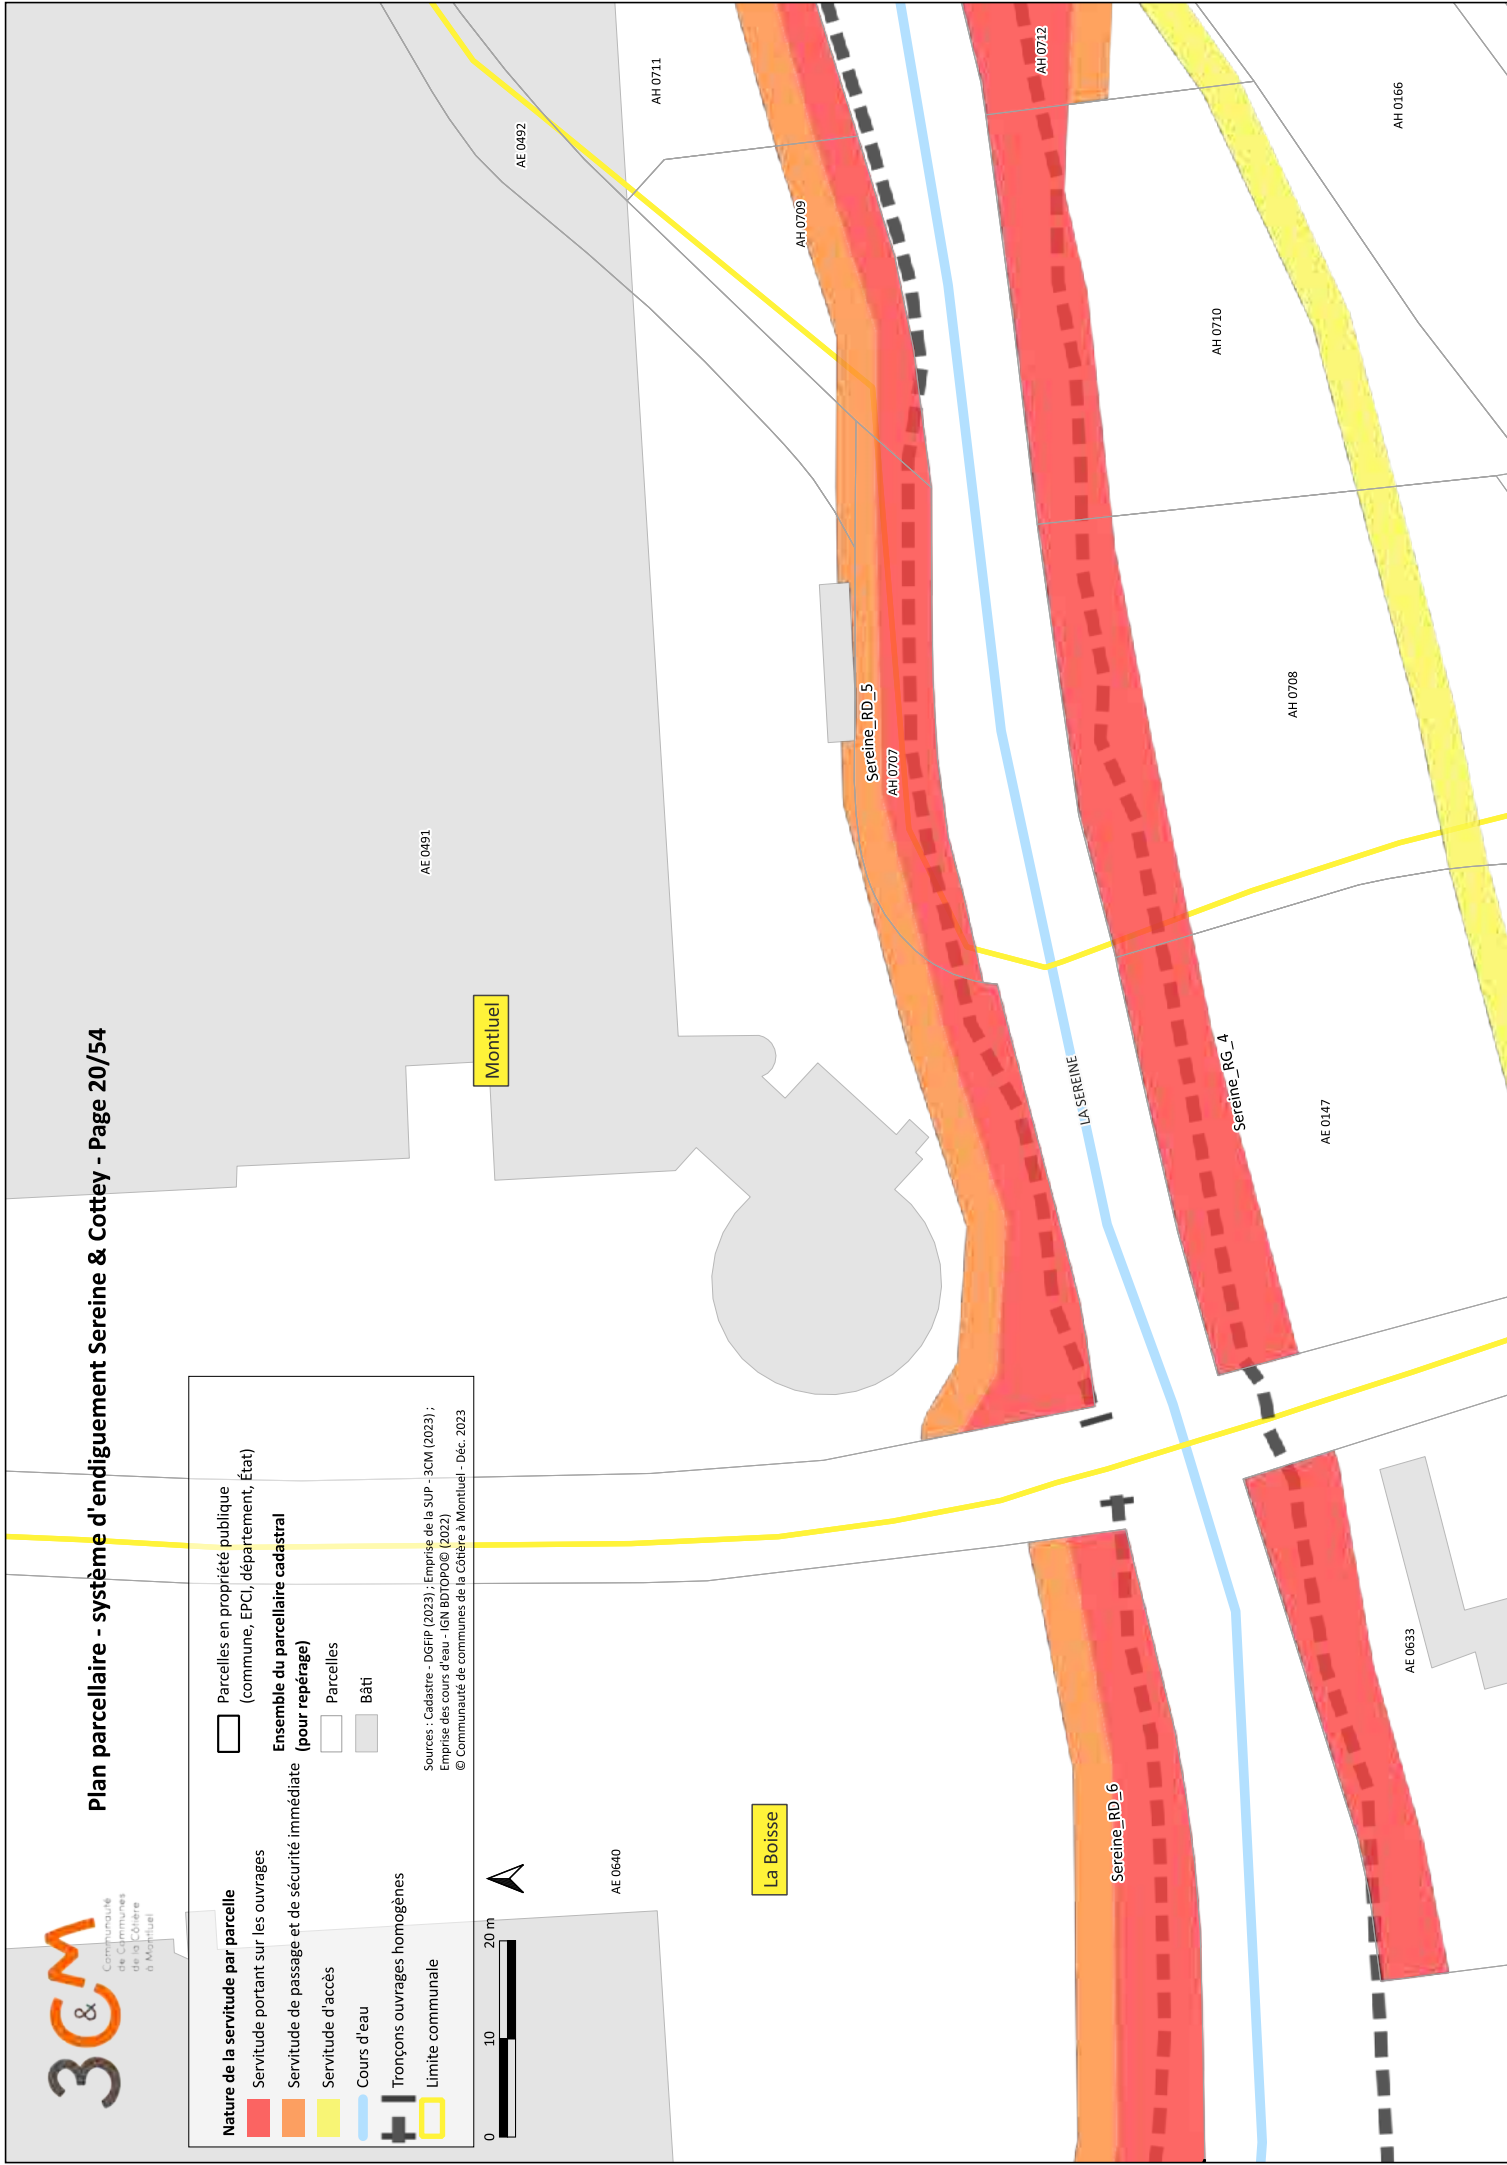 3C&M
Communauté
de Communes
de la Côtière
à Montluel
Plan parcellaire - système d'endiguement Sereine & Cottey - Page 20/54
Nature de la servitude par parcelle
Servitude portant sur les ouvrages
Servitude de passage et de sécurité immédiate
Servitude d'accès
Cours d'eau
Tronçons ouvrages homogènes
Limite communale
Parcelles en propriété publique
(commune, EPCI, département, État)
Ensemble du parcellaire cadastral
(pour repérage)
Parcelles
Bâti
Sources : Cadastre - DGFiP (2023) ; Emprise de la SUP - 3CM (2023) ;
Emprise des cours d'eau - IGN BDTOPO© (2022)
© Communauté de communes de la Côtière à Montluel - Déc. 2023
0 10 20 m
Montluel
La Boisse
AE 0491
AE 0492
AH 0711
AH 0709
AH 0712
AH 0166
AH 0710
AH 0708
Sereine_RD_5
AH 0707
LA SEREINE
Sereine_RG_4
AE 0147
AE 0640
Sereine_RD_6
AE 0633